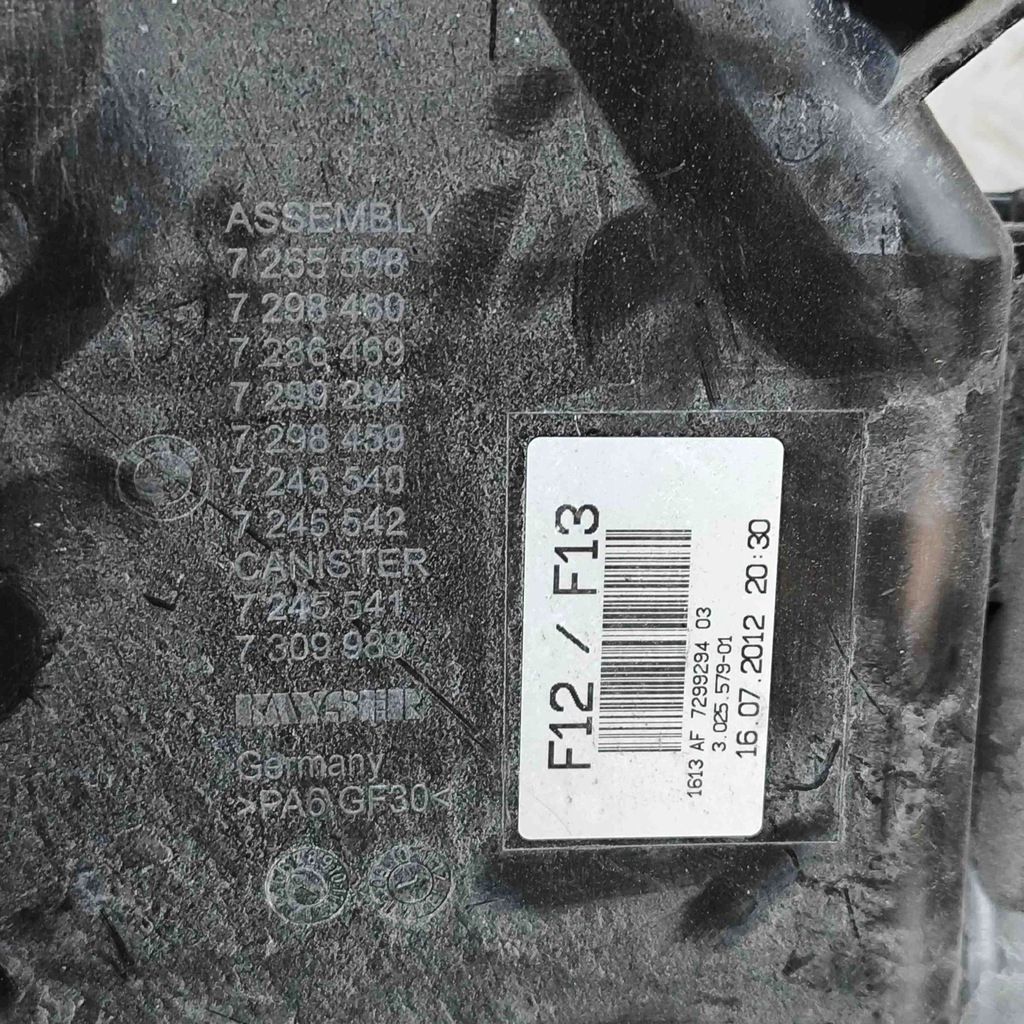 ASSEMBLY
7 255 598
7 298 460
7 286 469
7 299 294
7 298 459
7 245 540
7 245 542
CANISTER
7 245 541
7 309 989
KAYSER
Germany
>PA6 GF30<
F12 / F13
1613 AF 7299294 03
3.025.579-01
16.07.2012 20:30